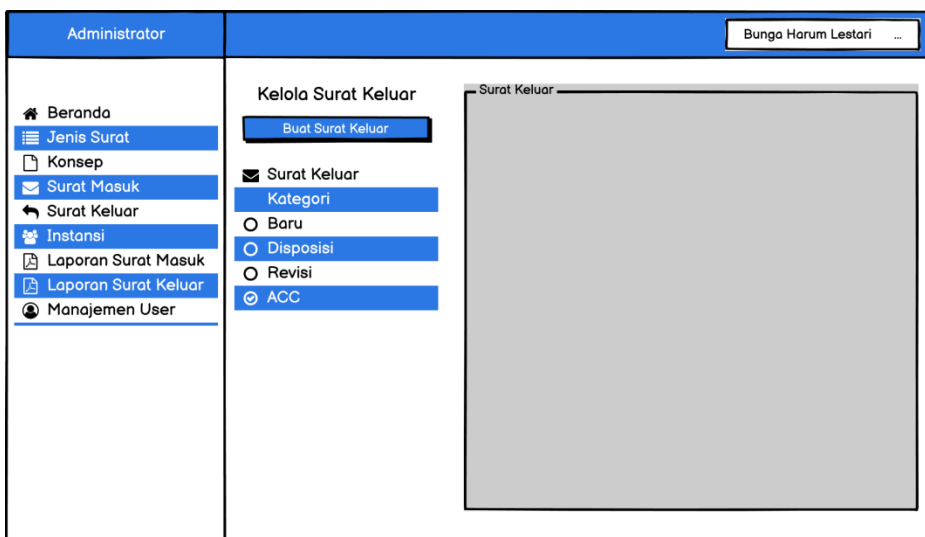 Administrator
Bunga Harum Lestari ...
Beranda
Jenis Surat
Konsep
Surat Masuk
Surat Keluar
Instansi
Laporan Surat Masuk
Laporan Surat Keluar
Manajemen User
Kelola Surat Keluar
Buat Surat Keluar
Surat Keluar
Kategori
Baru
Disposisi
Revisi
ACC
Surat Keluar